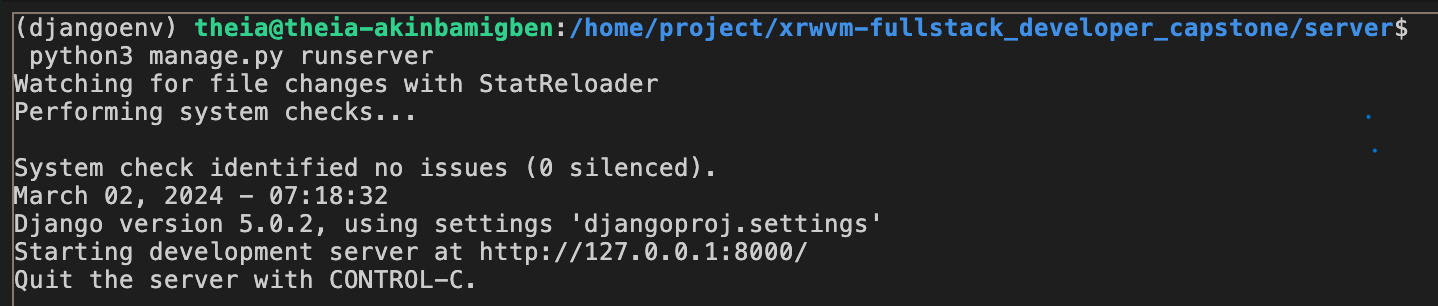 (djangoenv) theia@theia-akinbamigben:/home/project/xrwvm-fullstack_developer_capstone/server$
python3 manage.py runserver
Watching for file changes with StatReloader
Performing system checks...
System check identified no issues (0 silenced).
March 02, 2024 - 07:18:32
Django version 5.0.2, using settings 'djangoproj.settings'
Starting development server at http://127.0.0.1:8000/
Quit the server with CONTROL-C.